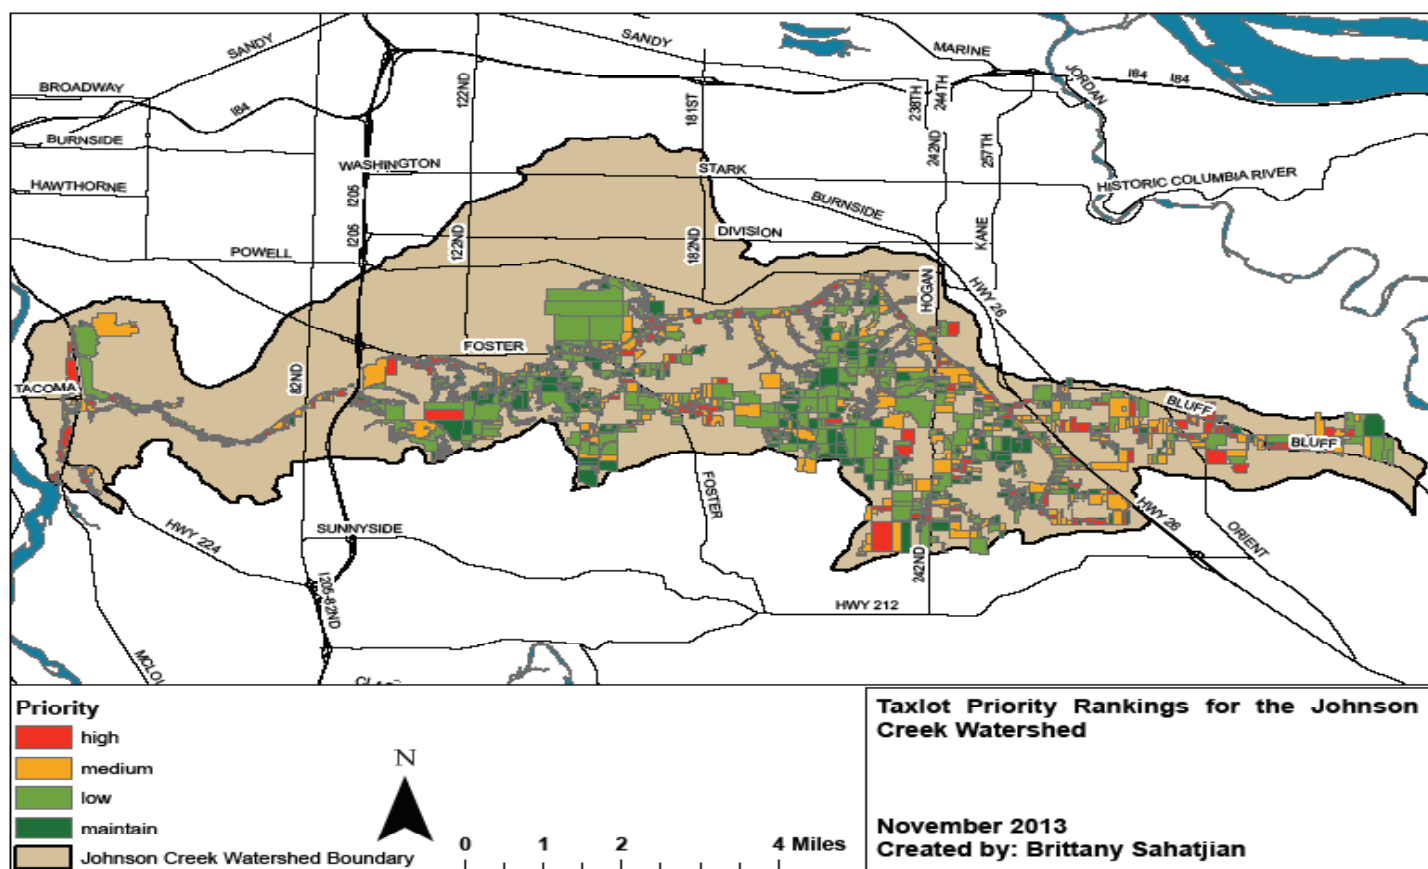 SANDY
SANDY
MARINE
I84
I84
JORDAN
BROADWAY
I84
122ND
181ST
238TH
244TH
BURNSIDE
WASHINGTON
STARK
242ND
257TH
HAWTHORNE
I205
HISTORIC COLUMBIA RIVER
BURNSIDE
I205
122ND
182ND
DIVISION
KANE
POWELL
HOGAN
HWY 26
FOSTER
82ND
TACOMA
BLUFF
BLUFF
FOSTER
HWY 224
SUNNYSIDE
HWY 26
ORIENT
242ND
I205-82ND
HWY 212
Priority
high
medium
low
maintain
Johnson Creek Watershed Boundary
N
0 1 2 4 Miles
Taxlot Priority Rankings for the Johnson
Creek Watershed
November 2013
Created by: Brittany Sahatjian